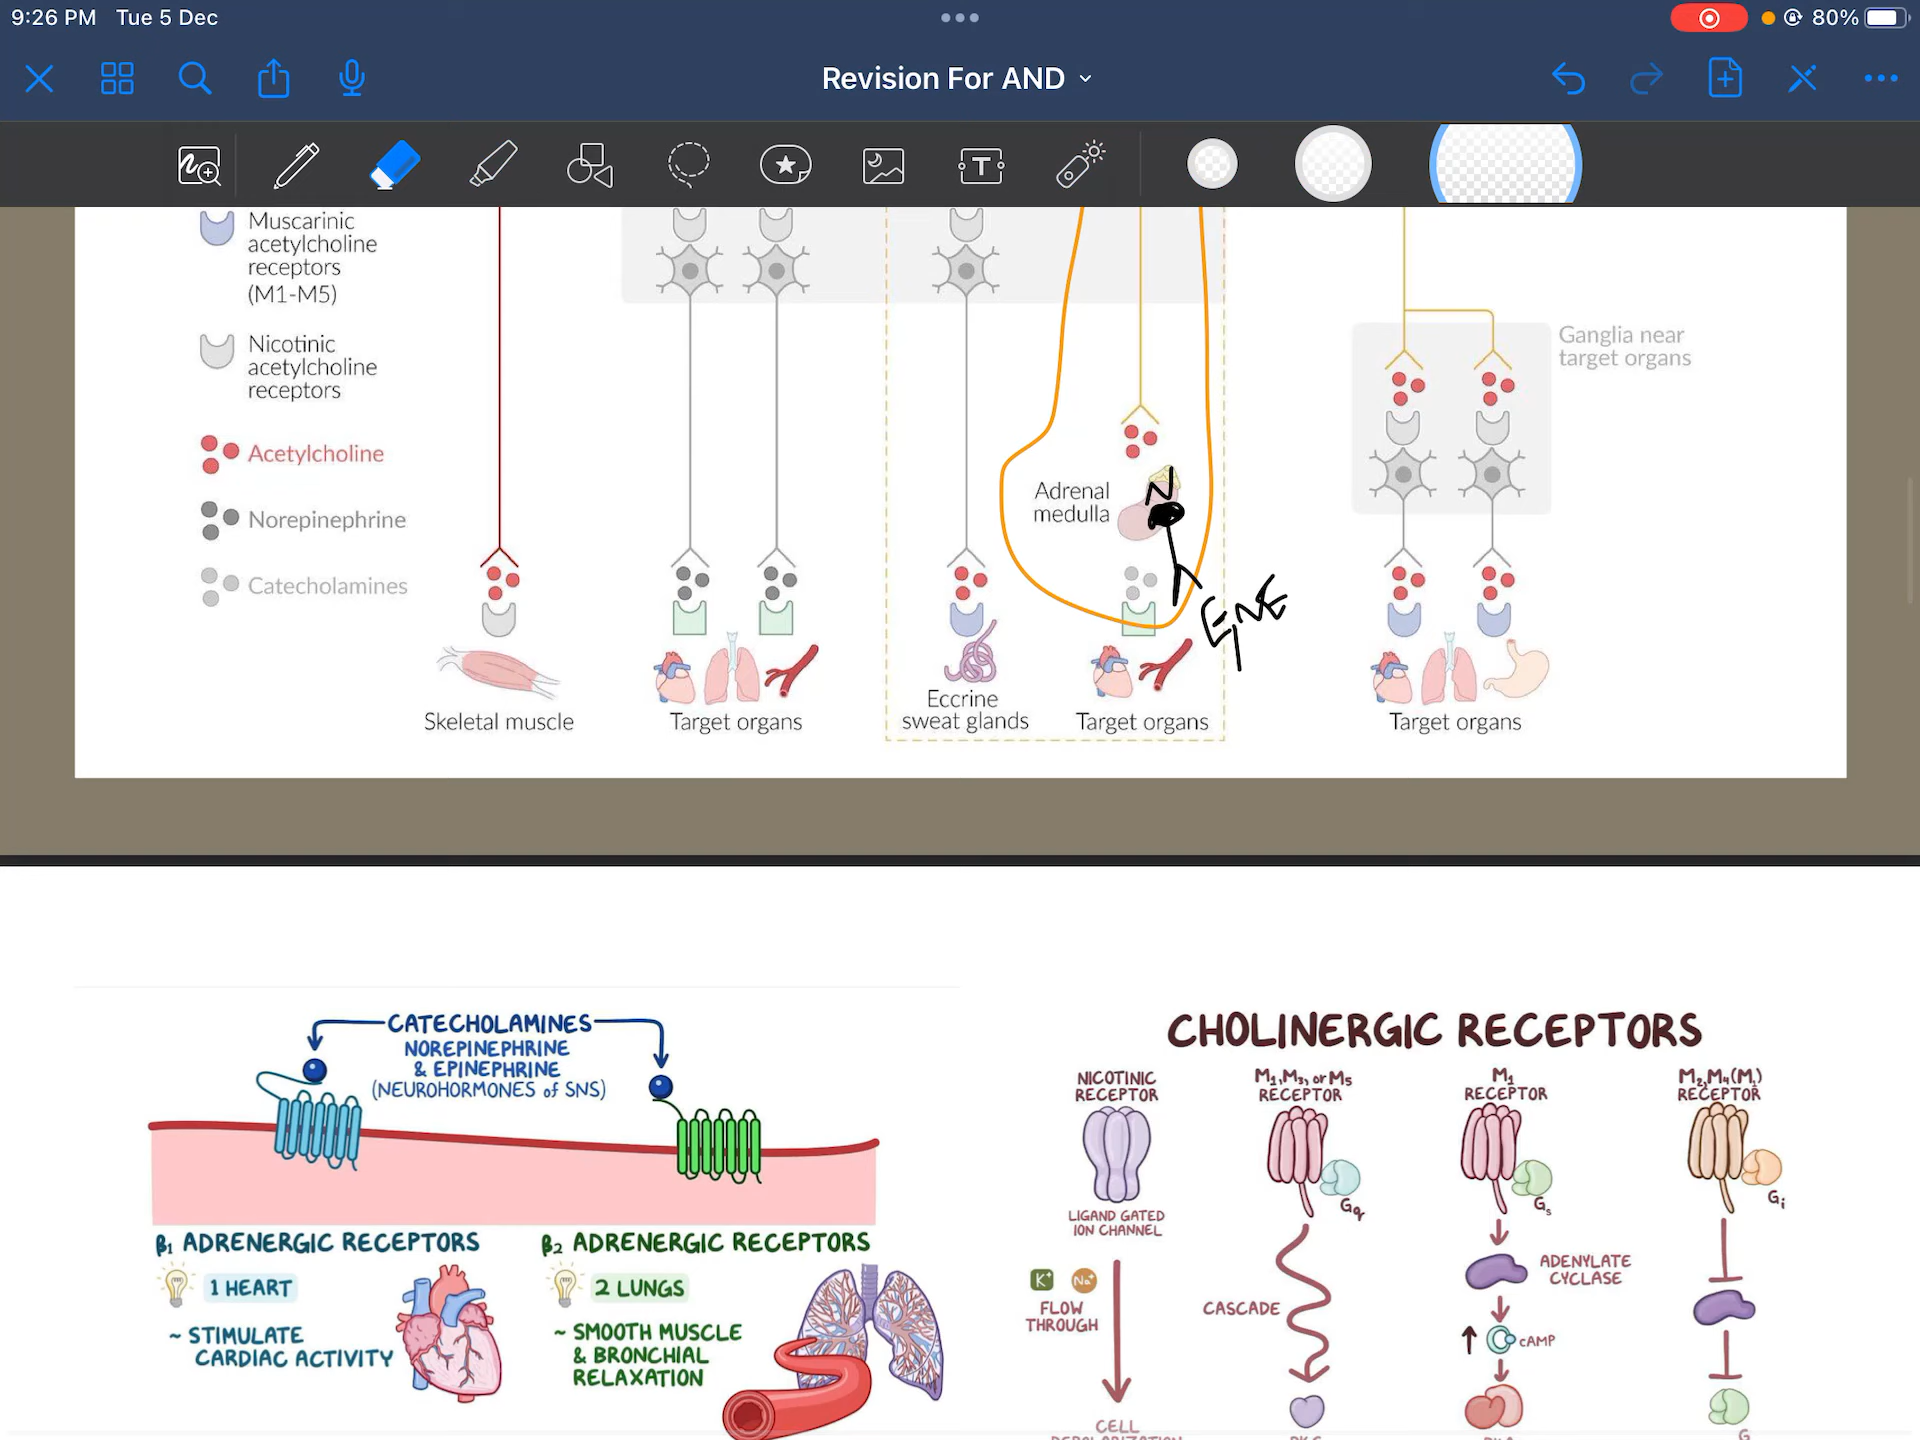 9:26 PM Tue 5 Dec
80%
Revision For AND
T
Muscarinic
acetylcholine
receptors
(M1-M5)
Nicotinic
acetylcholine
receptors
Acetylcholine
Norepinephrine
Catecholamines
Ganglia near
target organs
Adrenal
medulla
N
E, NE
Skeletal muscle
Target organs
Eccrine
sweat glands
Target organs
Target organs
CATECHOLAMINES
NOREPINEPHRINE
& EPINEPHRINE
(NEUROHORMONES of SNS)
β1 ADRENERGIC RECEPTORS
1 HEART
~ STIMULATE
CARDIAC ACTIVITY
β2 ADRENERGIC RECEPTORS
2 LUNGS
~ SMOOTH MUSCLE
& BRONCHIAL
RELAXATION
CHOLINERGIC RECEPTORS
NICOTINIC
RECEPTOR
LIGAND GATED
ION CHANNEL
K+ Na+
FLOW
THROUGH
CELL
M1, M3, or M5
RECEPTOR
Gq
CASCADE
M1
RECEPTOR
Gs
ADENYLATE
CYCLASE
↑ cAMP
M2, M4 (M1)
RECEPTOR
Gi